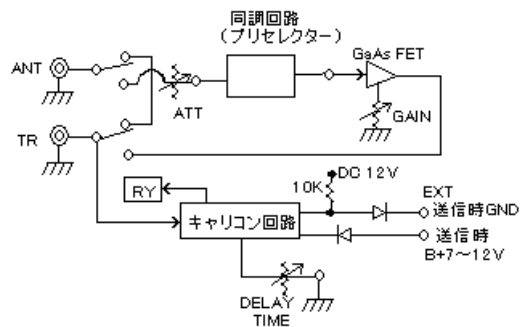 同調回路
（プリセレクター）
GaAs FET
ANT
ATT
GAIN
TR
DC 12V
10K
EXT
RY
送信時GND
キャリコン回路
送信時
B+7～12V
DELAY
TIME